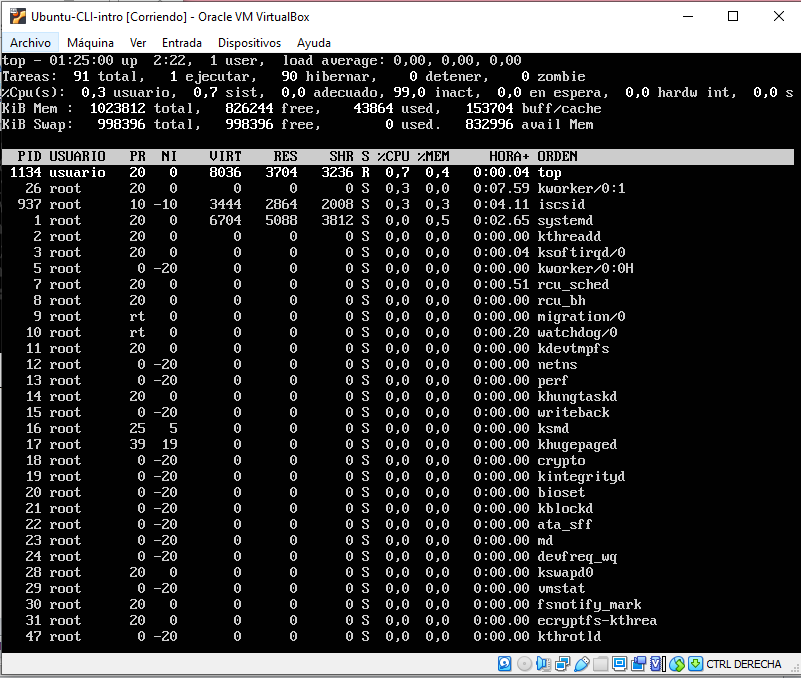 Ubuntu-CLI-intro [Corriendo] - Oracle VM VirtualBox
Archivo Máquina Ver Entrada Dispositivos Ayuda
top - 01:25:00 up  2:22,  1 user,  load average: 0,00, 0,00, 0,00
Tareas:  91 total,   1 ejecutar,  90 hibernar,   0 detener,   0 zombie
%Cpu(s):  0,3 usuario,  0,7 sist,  0,0 adecuado, 99,0 inact,  0,0 en espera,  0,0 hardw int,  0,0 s
KiB Mem :  1023812 total,   826244 free,    43864 used,   153704 buff/cache
KiB Swap:   998396 total,   998396 free,        0 used.   832996 avail Mem
PID USUARIO   PR  NI    VIRT    RES    SHR S %CPU %MEM     HORA+ ORDEN
1134 usuario   20   0    8036   3704   3236 R  0,7  0,4   0:00.04 top
26 root      20   0       0      0      0 S  0,3  0,0   0:07.59 kworker/0:1
937 root      10 -10    3444   2864   2008 S  0,3  0,3   0:04.11 iscsid
1 root      20   0    6704   5088   3812 S  0,0  0,5   0:02.65 systemd
2 root      20   0       0      0      0 S  0,0  0,0   0:00.00 kthreadd
3 root      20   0       0      0      0 S  0,0  0,0   0:00.04 ksoftirqd/0
5 root       0 -20       0      0      0 S  0,0  0,0   0:00.00 kworker/0:0H
7 root      20   0       0      0      0 S  0,0  0,0   0:00.51 rcu_sched
8 root      20   0       0      0      0 S  0,0  0,0   0:00.00 rcu_bh
9 root      rt   0       0      0      0 S  0,0  0,0   0:00.00 migration/0
10 root      rt   0       0      0      0 S  0,0  0,0   0:00.20 watchdog/0
11 root      20   0       0      0      0 S  0,0  0,0   0:00.00 kdevtmpfs
12 root       0 -20       0      0      0 S  0,0  0,0   0:00.00 netns
13 root       0 -20       0      0      0 S  0,0  0,0   0:00.00 perf
14 root      20   0       0      0      0 S  0,0  0,0   0:00.00 khungtaskd
15 root       0 -20       0      0      0 S  0,0  0,0   0:00.00 writeback
16 root      25   5       0      0      0 S  0,0  0,0   0:00.00 ksmd
17 root      39  19       0      0      0 S  0,0  0,0   0:00.00 khugepaged
18 root       0 -20       0      0      0 S  0,0  0,0   0:00.00 crypto
19 root       0 -20       0      0      0 S  0,0  0,0   0:00.00 kintegrityd
20 root       0 -20       0      0      0 S  0,0  0,0   0:00.00 bioset
21 root       0 -20       0      0      0 S  0,0  0,0   0:00.00 kblockd
22 root       0 -20       0      0      0 S  0,0  0,0   0:00.00 ata_sff
23 root       0 -20       0      0      0 S  0,0  0,0   0:00.00 md
24 root       0 -20       0      0      0 S  0,0  0,0   0:00.00 devfreq_wq
28 root      20   0       0      0      0 S  0,0  0,0   0:00.00 kswapd0
29 root       0 -20       0      0      0 S  0,0  0,0   0:00.00 vmstat
30 root      20   0       0      0      0 S  0,0  0,0   0:00.00 fsnotify_mark
31 root      20   0       0      0      0 S  0,0  0,0   0:00.00 ecryptfs-kthrea
47 root       0 -20       0      0      0 S  0,0  0,0   0:00.00 kthrotld
CTRL DERECHA